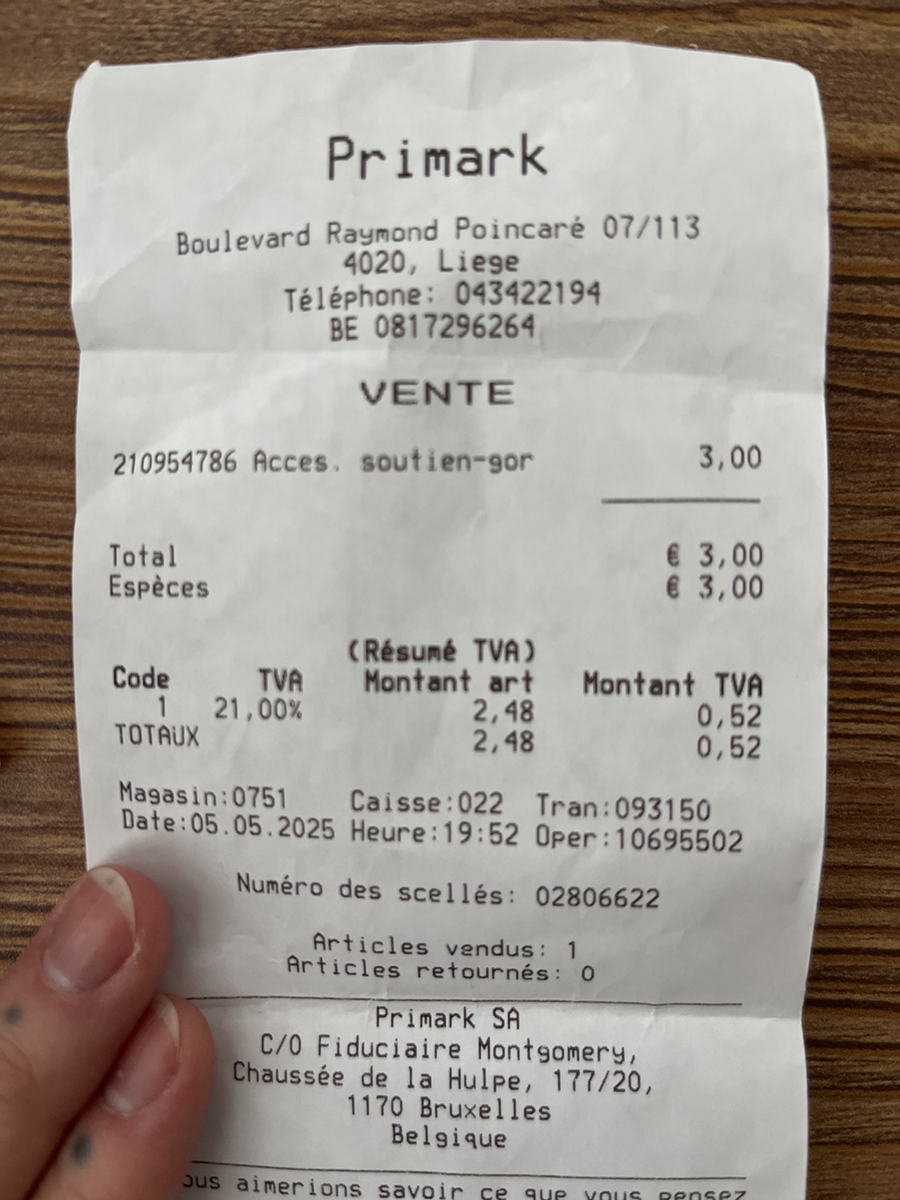 Primark
Boulevard Raymond Poincaré 07/113
4020, Liege
Téléphone: 043422194
BE 0817296264
VENTE
210954786 Acces. soutien-gor 3,00
Total € 3,00
Espèces € 3,00
(Résumé TVA)
Code TVA Montant art Montant TVA
1 21,00% 2,48 0,52
TOTAUX 2,48 0,52
Magasin:0751 Caisse:022 Tran:093150
Date:05.05.2025 Heure:19:52 Oper:10695502
Numéro des scellés: 02806622
Articles vendus: 1
Articles retournés: 0
Primark SA
C/O Fiduciaire Montgomery,
Chaussée de la Hulpe, 177/20,
1170 Bruxelles
Belgique
aimerions savoir ce que vous pensez